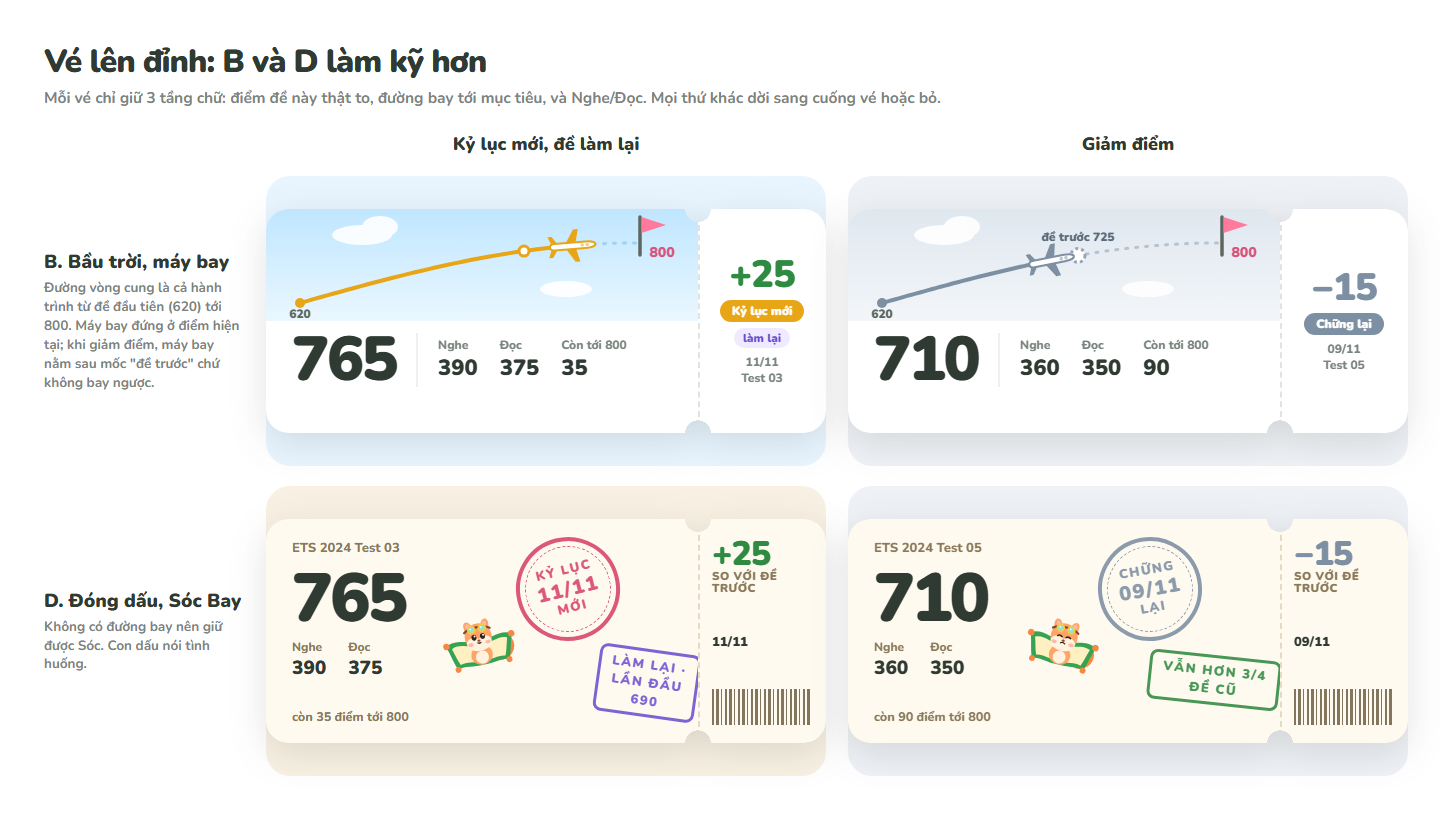 Vé lên đỉnh: B và D làm kỹ hơn
Mỗi vé chỉ giữ 3 tầng chữ: điểm đề này thật to, đường bay tới mục tiêu, và Nghe/Đọc. Mọi thứ khác dời sang cuống vé hoặc bỏ.
Kỷ lục mới, đề làm lại
Giảm điểm
B. Bầu trời, máy bay
Đường vòng cung là cả hành
trình từ đề đầu tiên (620) tới
800. Máy bay đứng ở điểm hiện
tại; khi giảm điểm, máy bay
nằm sau mốc "đề trước" chứ
không bay ngược.
800
620
765
Nghe
Đọc
Còn tới 800
390
375
35
+25
Kỷ lục mới
làm lại
11/11
Test 03
đề trước 725
800
620
710
Nghe
Đọc
Còn tới 800
360
350
90
−15
Chững lại
09/11
Test 05
D. Đóng dấu, Sóc Bay
Không có đường bay nên giữ
được Sóc. Con dấu nói tình
huống.
ETS 2024 Test 03
765
Nghe
Đọc
390
375
còn 35 điểm tới 800
KỶ LỤC
11/11
MỚI
LÀM LẠI ·
LẦN ĐẦU
690
+25
SO VỚI ĐỀ
TRƯỚC
11/11
ETS 2024 Test 05
710
Nghe
Đọc
360
350
còn 90 điểm tới 800
CHỮNG
09/11
LẠI
VẪN HƠN 3/4
ĐỀ CŨ
−15
SO VỚI ĐỀ
TRƯỚC
09/11